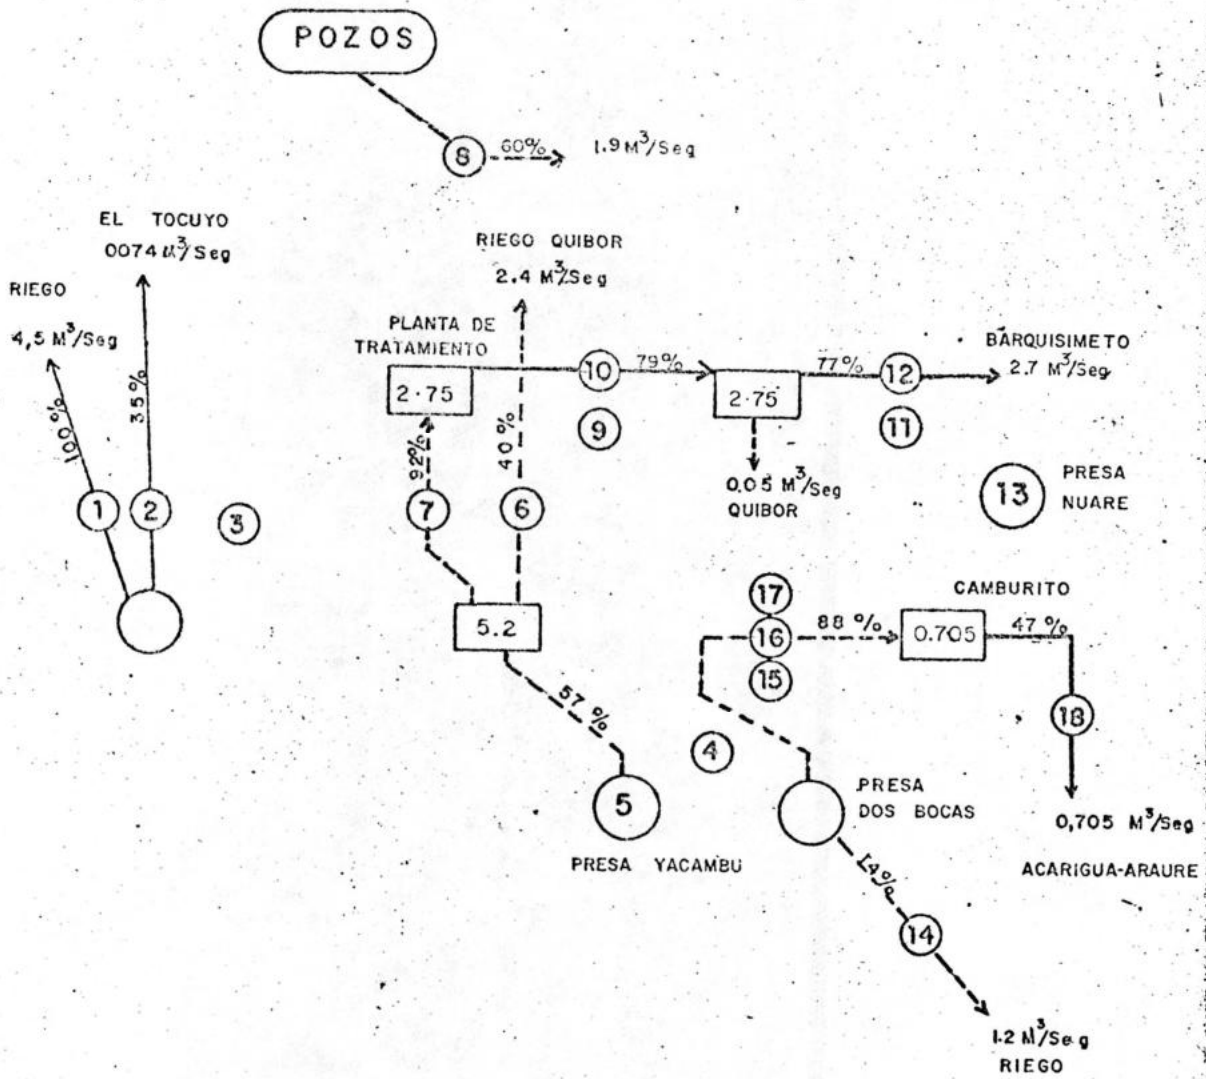 POZOS
8
60%
1.9 M³/Seg
EL TOCUYO
0074 M³/Seg
RIEGO
4,5 M³/Seg
100%
35%
1
2
3
RIEGO QUIBOR
2.4 M³/Seg
PLANTA DE
TRATAMIENTO
2.75
92%
40%
7
6
10
79%
9
2.75
77%
12
11
BARQUISIMETO
2.7 M³/Seg
0.05 M³/Seg
QUIBOR
13
PRESA
NUARE
5.2
57%
5
PRESA YACAMBU
4
17
16
15
88%
CAMBURITO
0.705
47%
18
0,705 M³/Seg
ACARIGUA-ARAURE
PRESA
DOS BOCAS
14%
14
1.2 M³/Seg
RIEGO